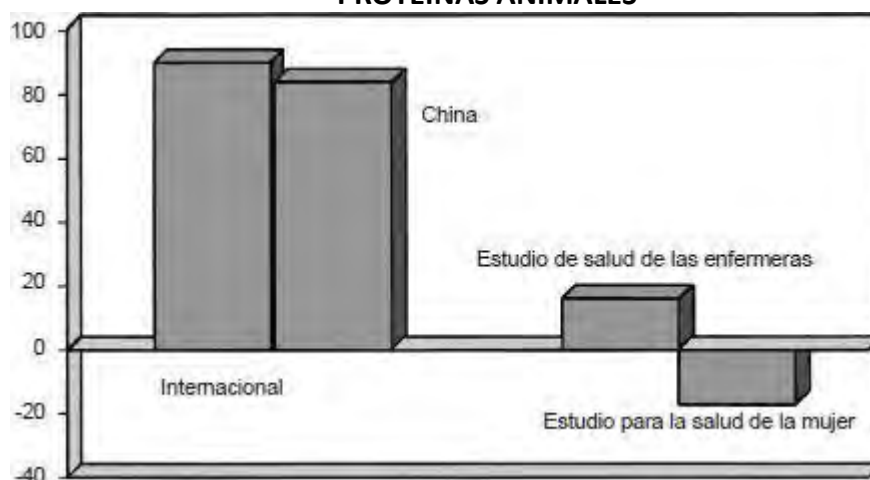 PROTEÍNAS ANIMALES
100
80
60
40
20
0
-20
-40
China
Estudio de salud de las enfermeras
Internacional
Estudio para la salud de la mujer